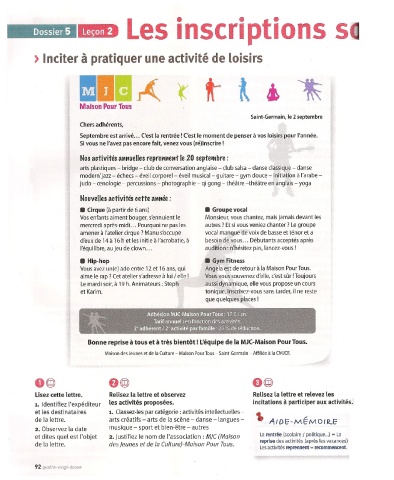 Dossier 5 Leçon 2 Les inscriptions so
› Inciter à pratiquer une activité de loisirs
M J C
Maison Pour Tous
Saint-Germain, le 2 septembre
Chers adhérents,
Septembre est arrivé... C'est la rentrée ! C'est le moment de penser à vos loisirs pour l'année.
Si vous ne l'avez pas encore fait, venez vous (ré)inscrire !
Nos activités annuelles reprennent le 20 septembre :
arts plastiques – bridge – club de conversation anglaise – club salsa – danse classique – danse
modern'jazz – échecs – éveil corporel – éveil musical – guitare – gym douce – initiation à l'arabe –
judo – œnologie – percussions – photographie – qi gong – théâtre – théâtre en anglais – yoga
Nouvelles activités cette année :
Cirque (à partir de 6 ans)
Vos enfants aiment bouger, s'ennuient le
mercredi après-midi... Pourquoi ne pas les
amener à l'atelier cirque ? Manu s'occupe
d'eux de 14 à 16 h et les initie à l'acrobatie, à
l'équilibre, au jeu de clown...
Hip-hop
Vous avez un(e) ado entre 12 et 16 ans, qui
aime le rap ? Cet atelier s'adresse à lui / elle !
Le mardi soir, à 19 h. Animateurs : Steph
et Karim.
Groupe vocal
Monsieur, vous chantez, mais jamais devant les
autres ? Et si vous veniez chanter ? Le groupe
vocal manque de voix de basse et ténor et a
besoin de vous... Débutants acceptés après
audition : n'hésitez pas, lancez-vous !
Gym Fitness
Angela est de retour à la Maison Pour Tous.
Vous vous souvenez d'elle, c'est sûr ! Toujours
aussi dynamique, elle vous propose un cours
tonique. Inscrivez-vous sans tarder, il ne reste
que quelques places !
Adhésion MJC-Maison Pour Tous :
Tarif annuel en fonction des activités.
2e adhérent / 2e activité par famille : de réduction.
Bonne reprise à tous et à très bientôt ! L'équipe de la MJC-Maison Pour Tous.
Maison des Jeunes et de la Culture – Maison Pour Tous – Saint-Germain
1
Lisez cette lettre.
1. Identifiez l'expéditeur
et les destinataires
de la lettre.
2. Observez la date
et dites quel est l'objet
de la lettre.
2
Relisez la lettre et observez
les activités proposées.
1. Classez-les par catégorie : activités intellectuelles –
arts créatifs – arts de la scène – danse – langues –
musique – sport et bien-être – autres
2. Justifiez le nom de l'association : MJC (Maison
des Jeunes et de la Culture)-Maison Pour Tous.
3
Relisez la lettre et relevez les
invitations à participer aux activités.
AIDE-MÉMOIRE
La rentrée (scolaire / politique...) = La
reprise des activités (après les vacances)
Les activités reprennent = recommencent.
92 quatre-vingt-douze